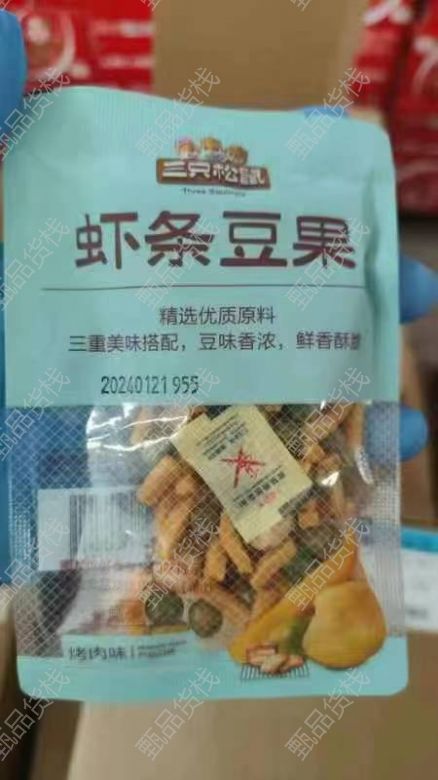 三只松鼠
Three Squirrels
虾条豆果
精选优质原料
三重美味搭配，豆味香浓，鲜香酥脆
20240121 955
烤肉味
甄品货栈